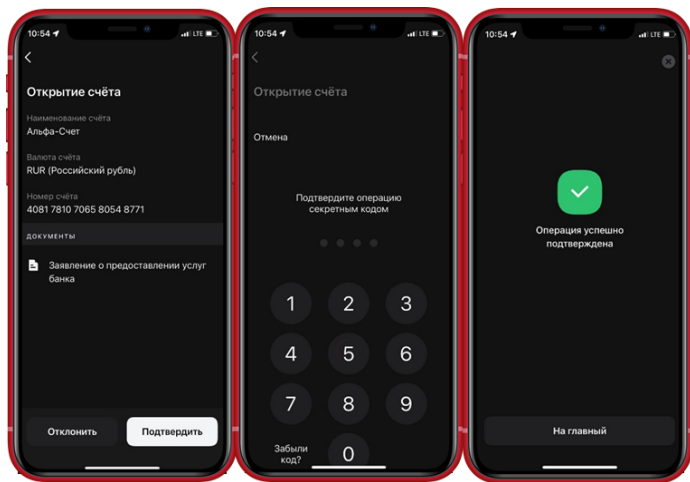 10:54
LTE
Открытие счёта
Наименование счёта
Альфа-Счет
Валюта счёта
RUR (Российский рубль)
Номер счёта
4081 7810 7065 8054 8771
ДОКУМЕНТЫ
Заявление о предоставлении услуг
банка
Отклонить
Подтвердить
10:54
LTE
Открытие счёта
Отмена
Подтвердите операцию
секретным кодом
1 2 3
4 5 6
7 8 9
Забыли
код?
0
10:54
LTE
Операция успешно
подтверждена
На главный